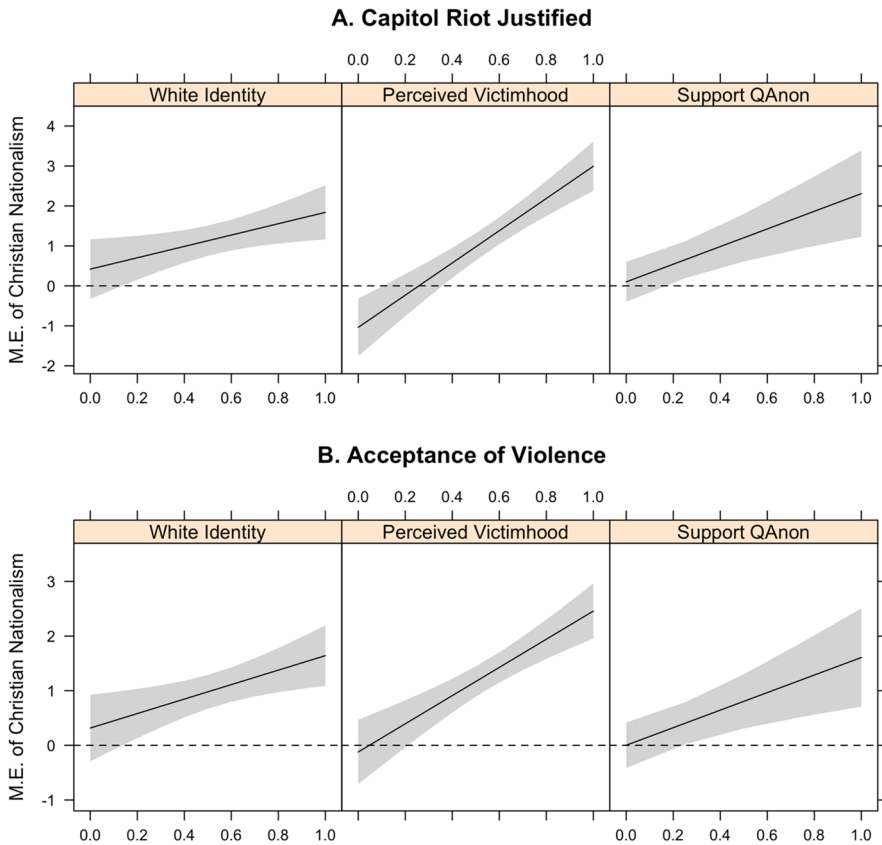 A. Capitol Riot Justified
0.0 0.2 0.4 0.6 0.8 1.0
White Identity Perceived Victimhood Support QAnon
M.E. of Christian Nationalism
4
3
2
1
0
-1
-2
0.0 0.2 0.4 0.6 0.8 1.0 0.0 0.2 0.4 0.6 0.8 1.0
B. Acceptance of Violence
0.0 0.2 0.4 0.6 0.8 1.0
White Identity Perceived Victimhood Support QAnon
M.E. of Christian Nationalism
3
2
1
0
-1
0.0 0.2 0.4 0.6 0.8 1.0 0.0 0.2 0.4 0.6 0.8 1.0